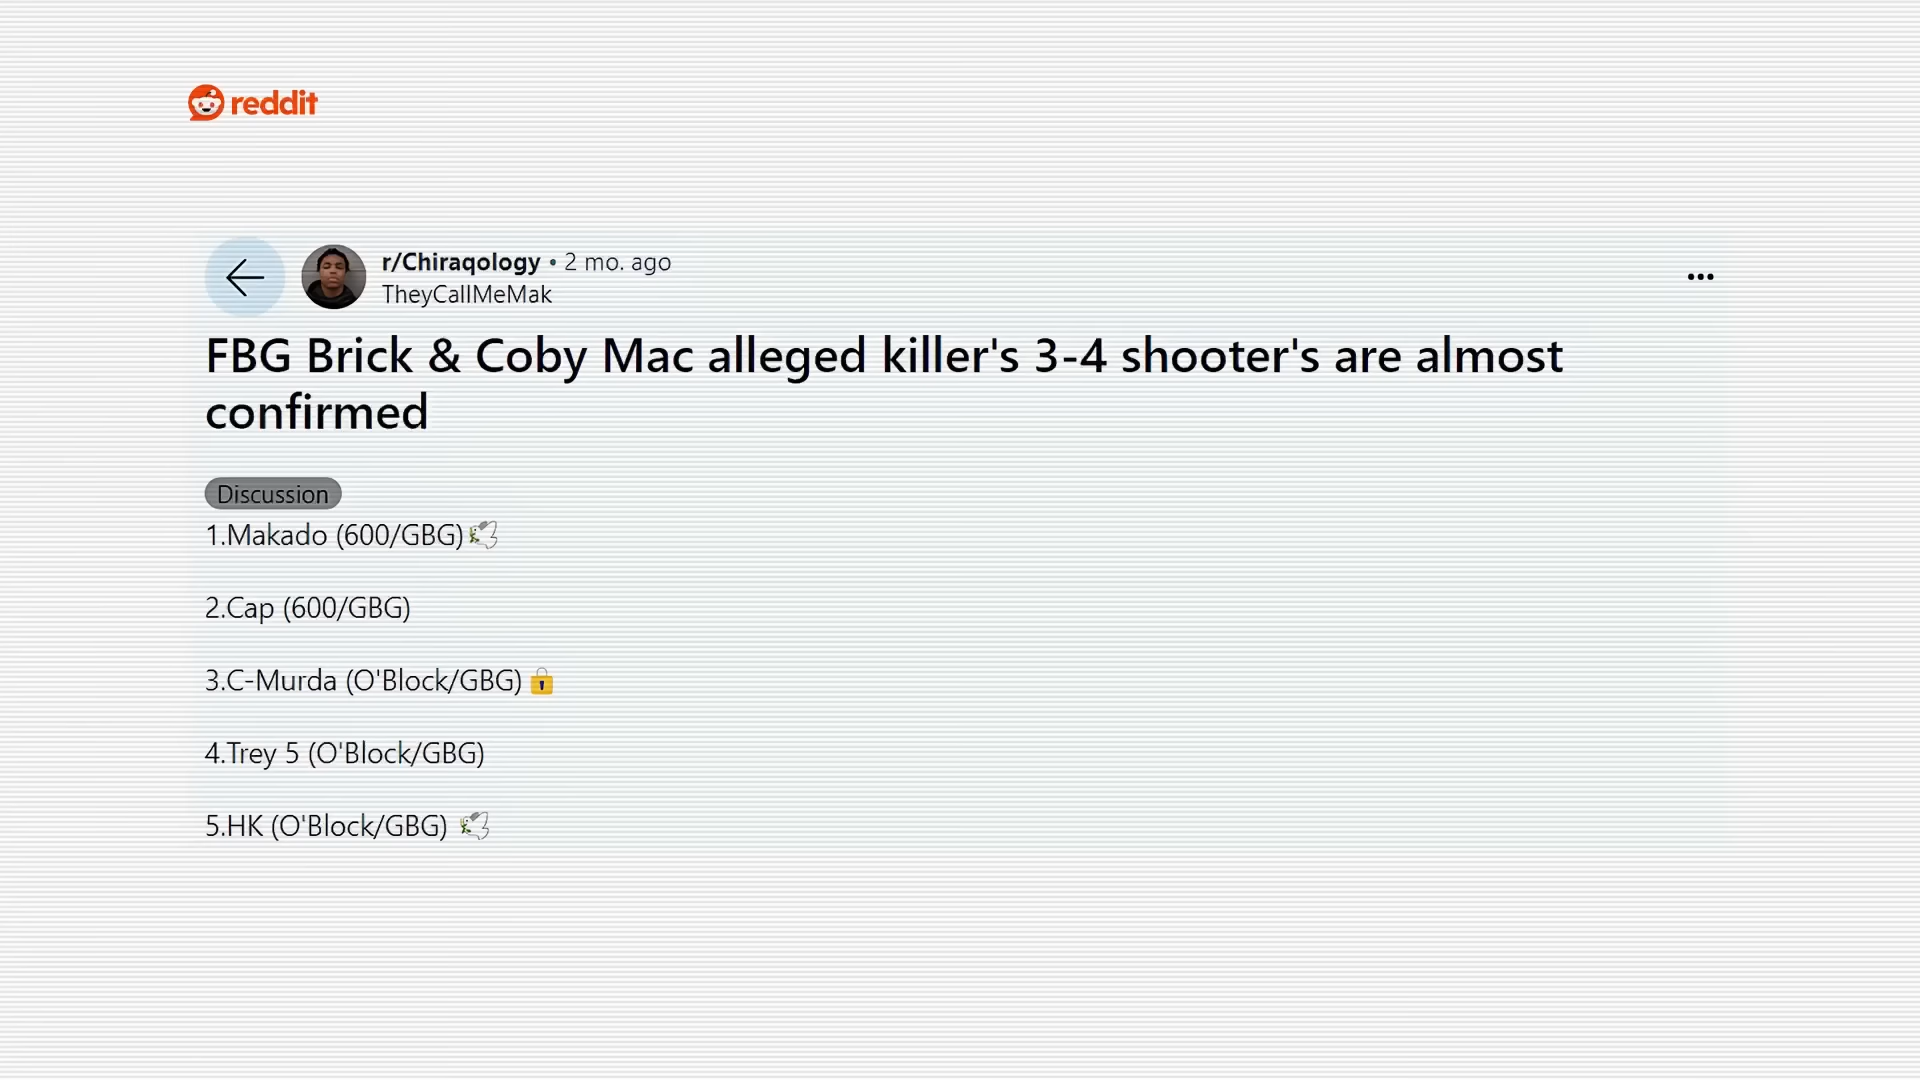 reddit
r/Chiraqology • 2 mo. ago
TheyCallMeMak
FBG Brick & Coby Mac alleged killer's 3-4 shooter's are almost
confirmed
Discussion
1.Makado (600/GBG)🕊️
2.Cap (600/GBG)
3.C-Murda (O'Block/GBG)🔒
4.Trey 5 (O'Block/GBG)
5.HK (O'Block/GBG) 🕊️